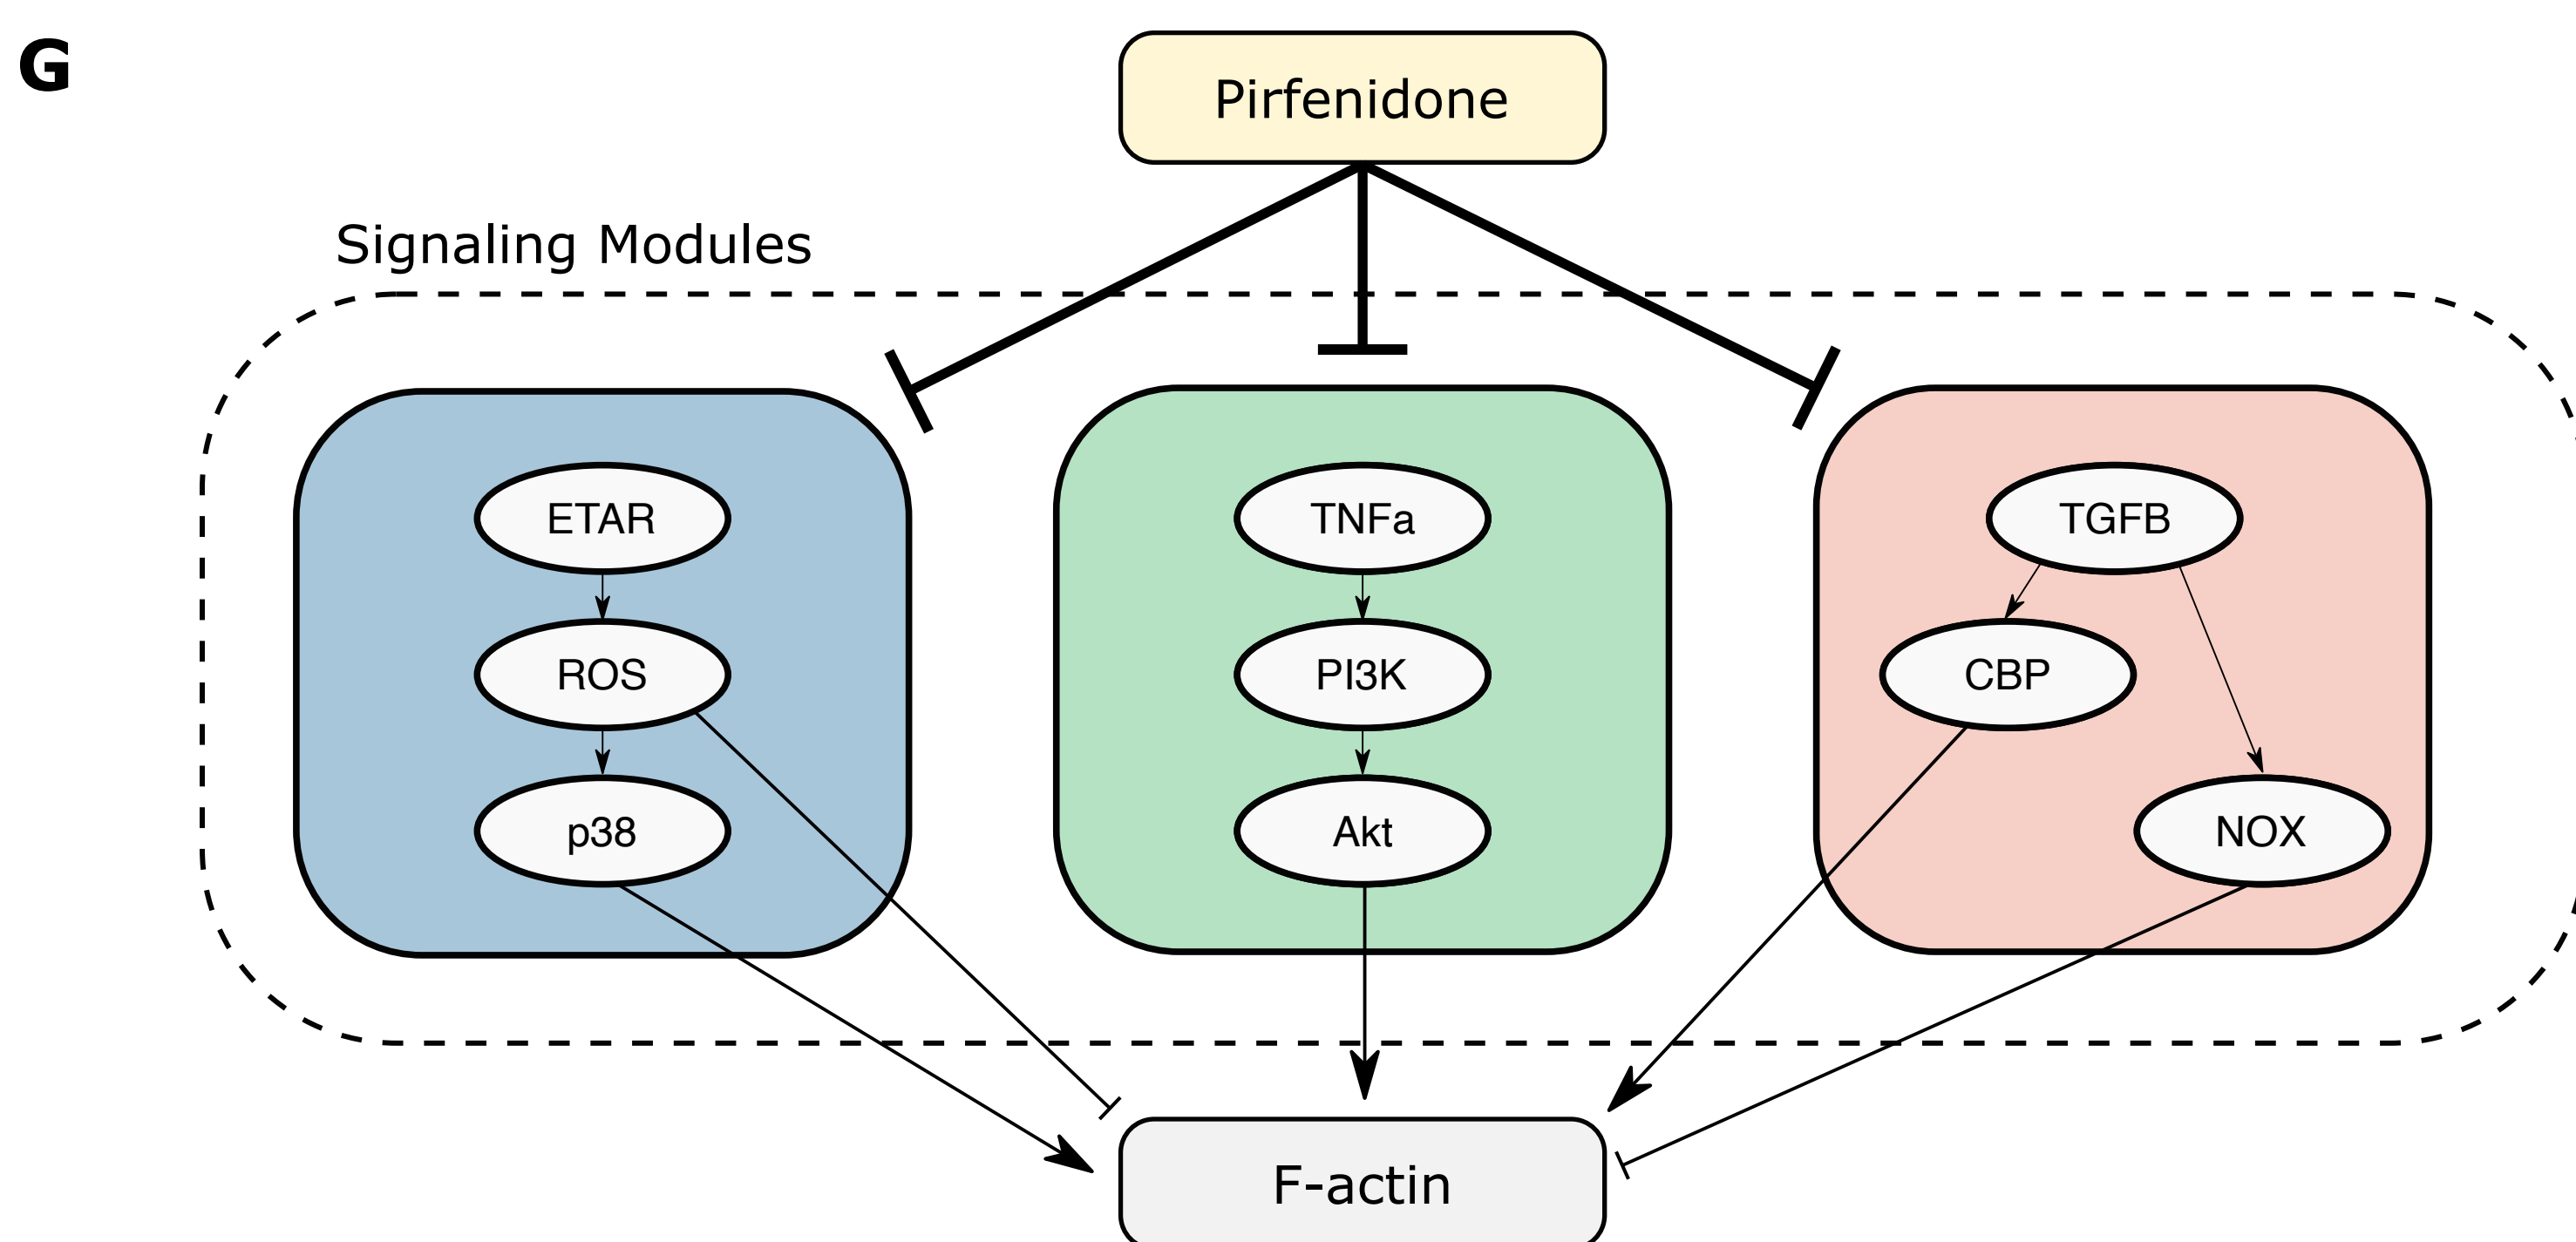 G
Pirfenidone
Signaling Modules
ETAR
ROS
p38
TNFa
PI3K
Akt
TGFB
CBP
NOX
F-actin